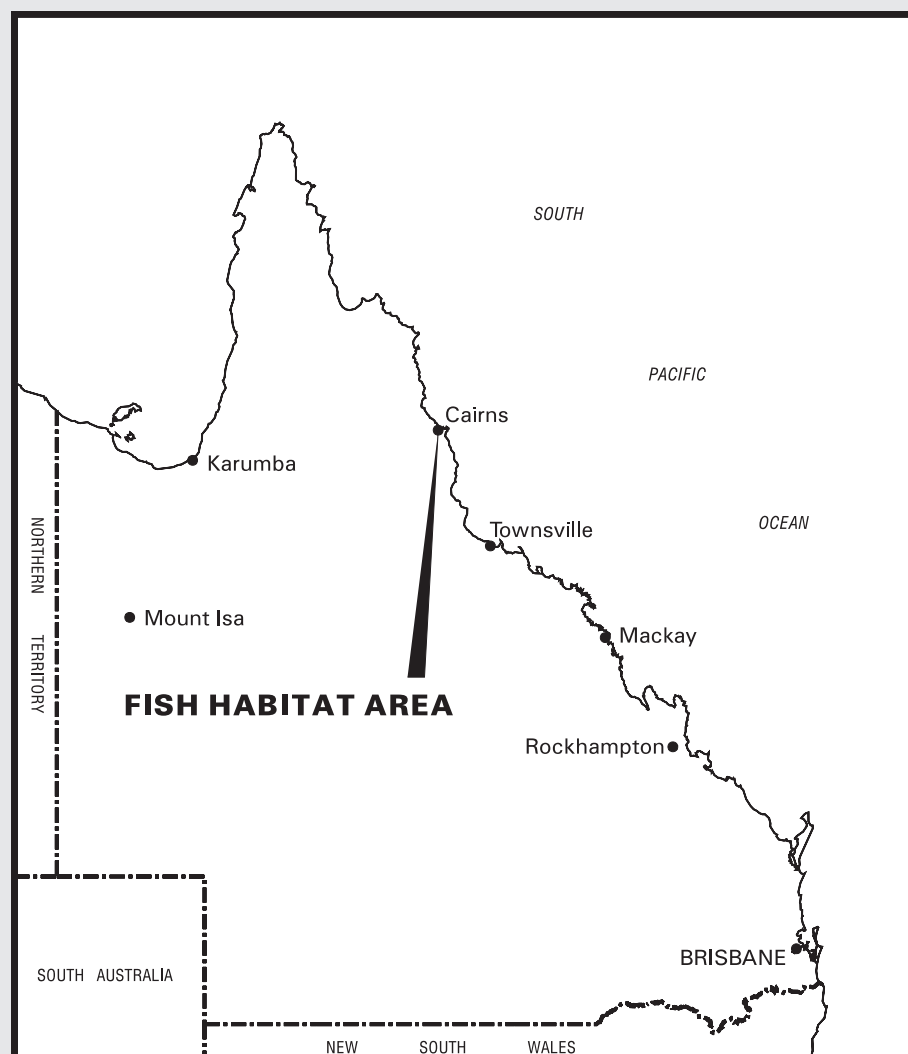 SOUTH
PACIFIC
Cairns
Karumba
OCEAN
Townsville
NORTHERN TERRITORY
Mount Isa
Mackay
FISH HABITAT AREA
Rockhampton
BRISBANE
SOUTH AUSTRALIA
NEW SOUTH WALES